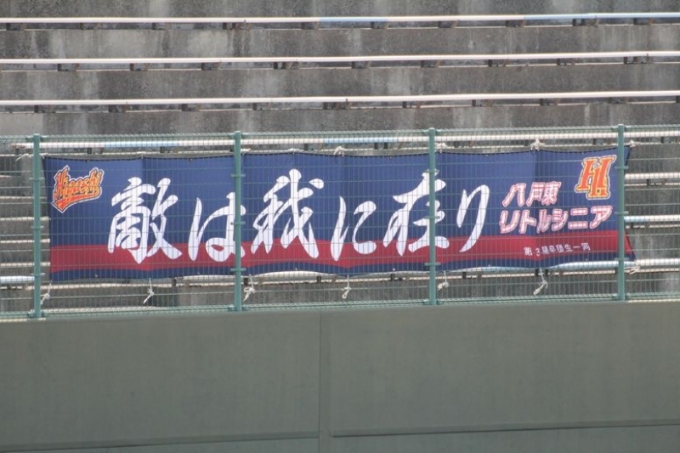 敵は我に在り
八戸東
リトルシニア